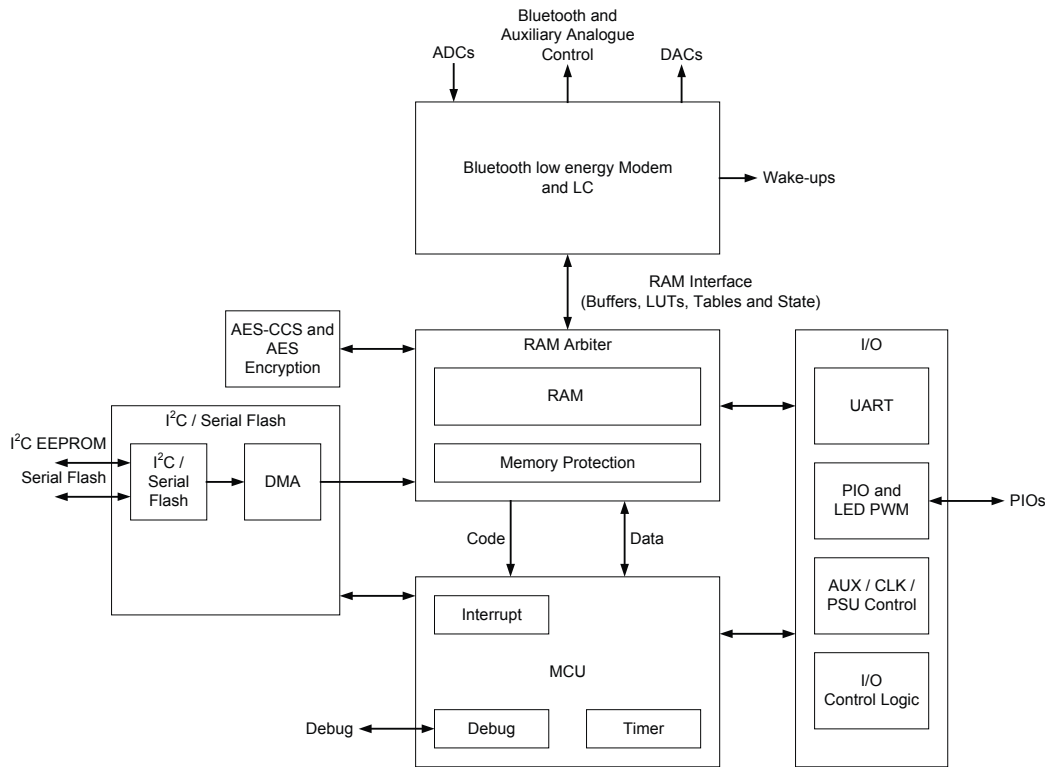 Bluetooth and
Auxiliary Analogue
Control
ADCs
DACs
Bluetooth low energy Modem
and LC
Wake-ups
RAM Interface
(Buffers, LUTs, Tables and State)
AES-CCS and
AES
Encryption
RAM Arbiter
RAM
Memory Protection
I/O
UART
PIO and
LED PWM
PIOs
AUX / CLK /
PSU Control
I/O
Control Logic
I²C / Serial Flash
I²C EEPROM
Serial Flash
I²C /
Serial
Flash
DMA
Code
Data
Interrupt
MCU
Debug
Debug
Timer